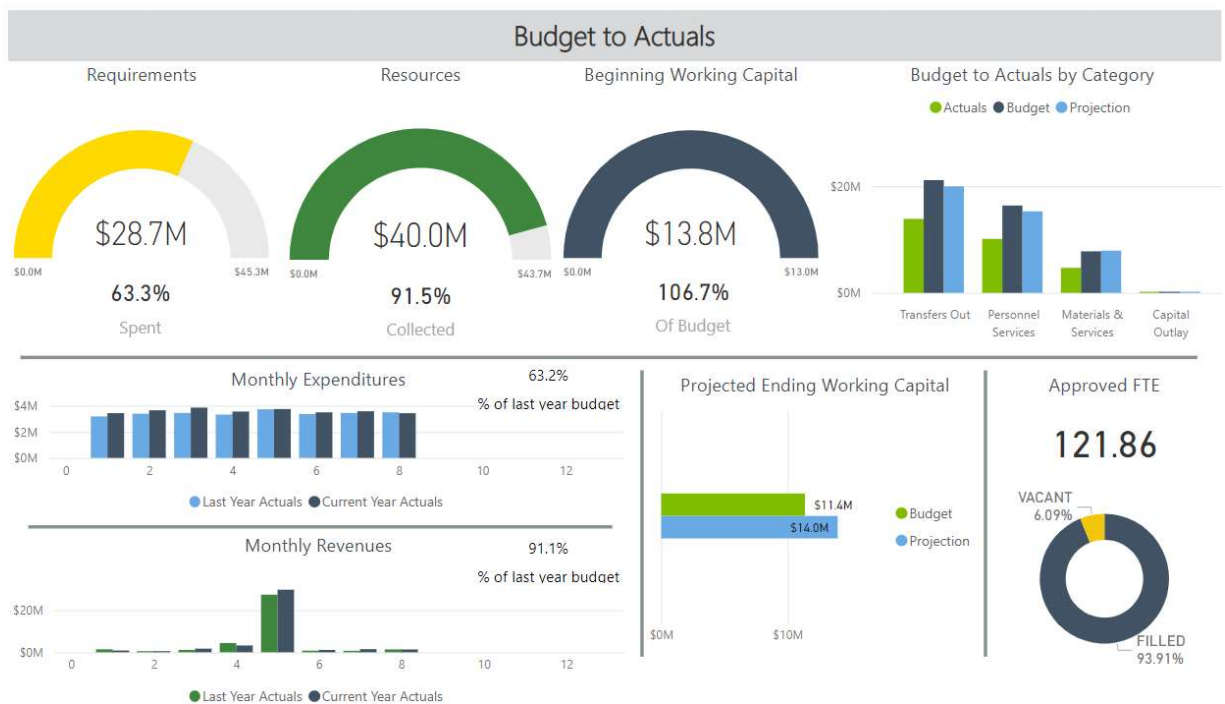 Budget to Actuals
Requirements
$28.7M
$0.0M
$45.3M
63.3%
Spent
Resources
$40.0M
$0.0M
$43.7M
91.5%
Collected
Beginning Working Capital
$13.8M
$0.0M
$13.0M
106.7%
Of Budget
Budget to Actuals by Category
Actuals Budget Projection
$20M
$0M
Transfers Out
Personnel
Services
Materials &
Services
Capital
Outlay
Monthly Expenditures
63.2%
% of last year budget
$4M
$2M
$0M
0 2 4 6 8 10 12
Last Year Actuals Current Year Actuals
Monthly Revenues
91.1%
% of last year budget
$20M
$0M
0 2 4 6 8 10 12
Last Year Actuals Current Year Actuals
Projected Ending Working Capital
$11.4M
$14.0M
Budget
Projection
$0M $10M
Approved FTE
121.86
VACANT
6.09%
FILLED
93.91%